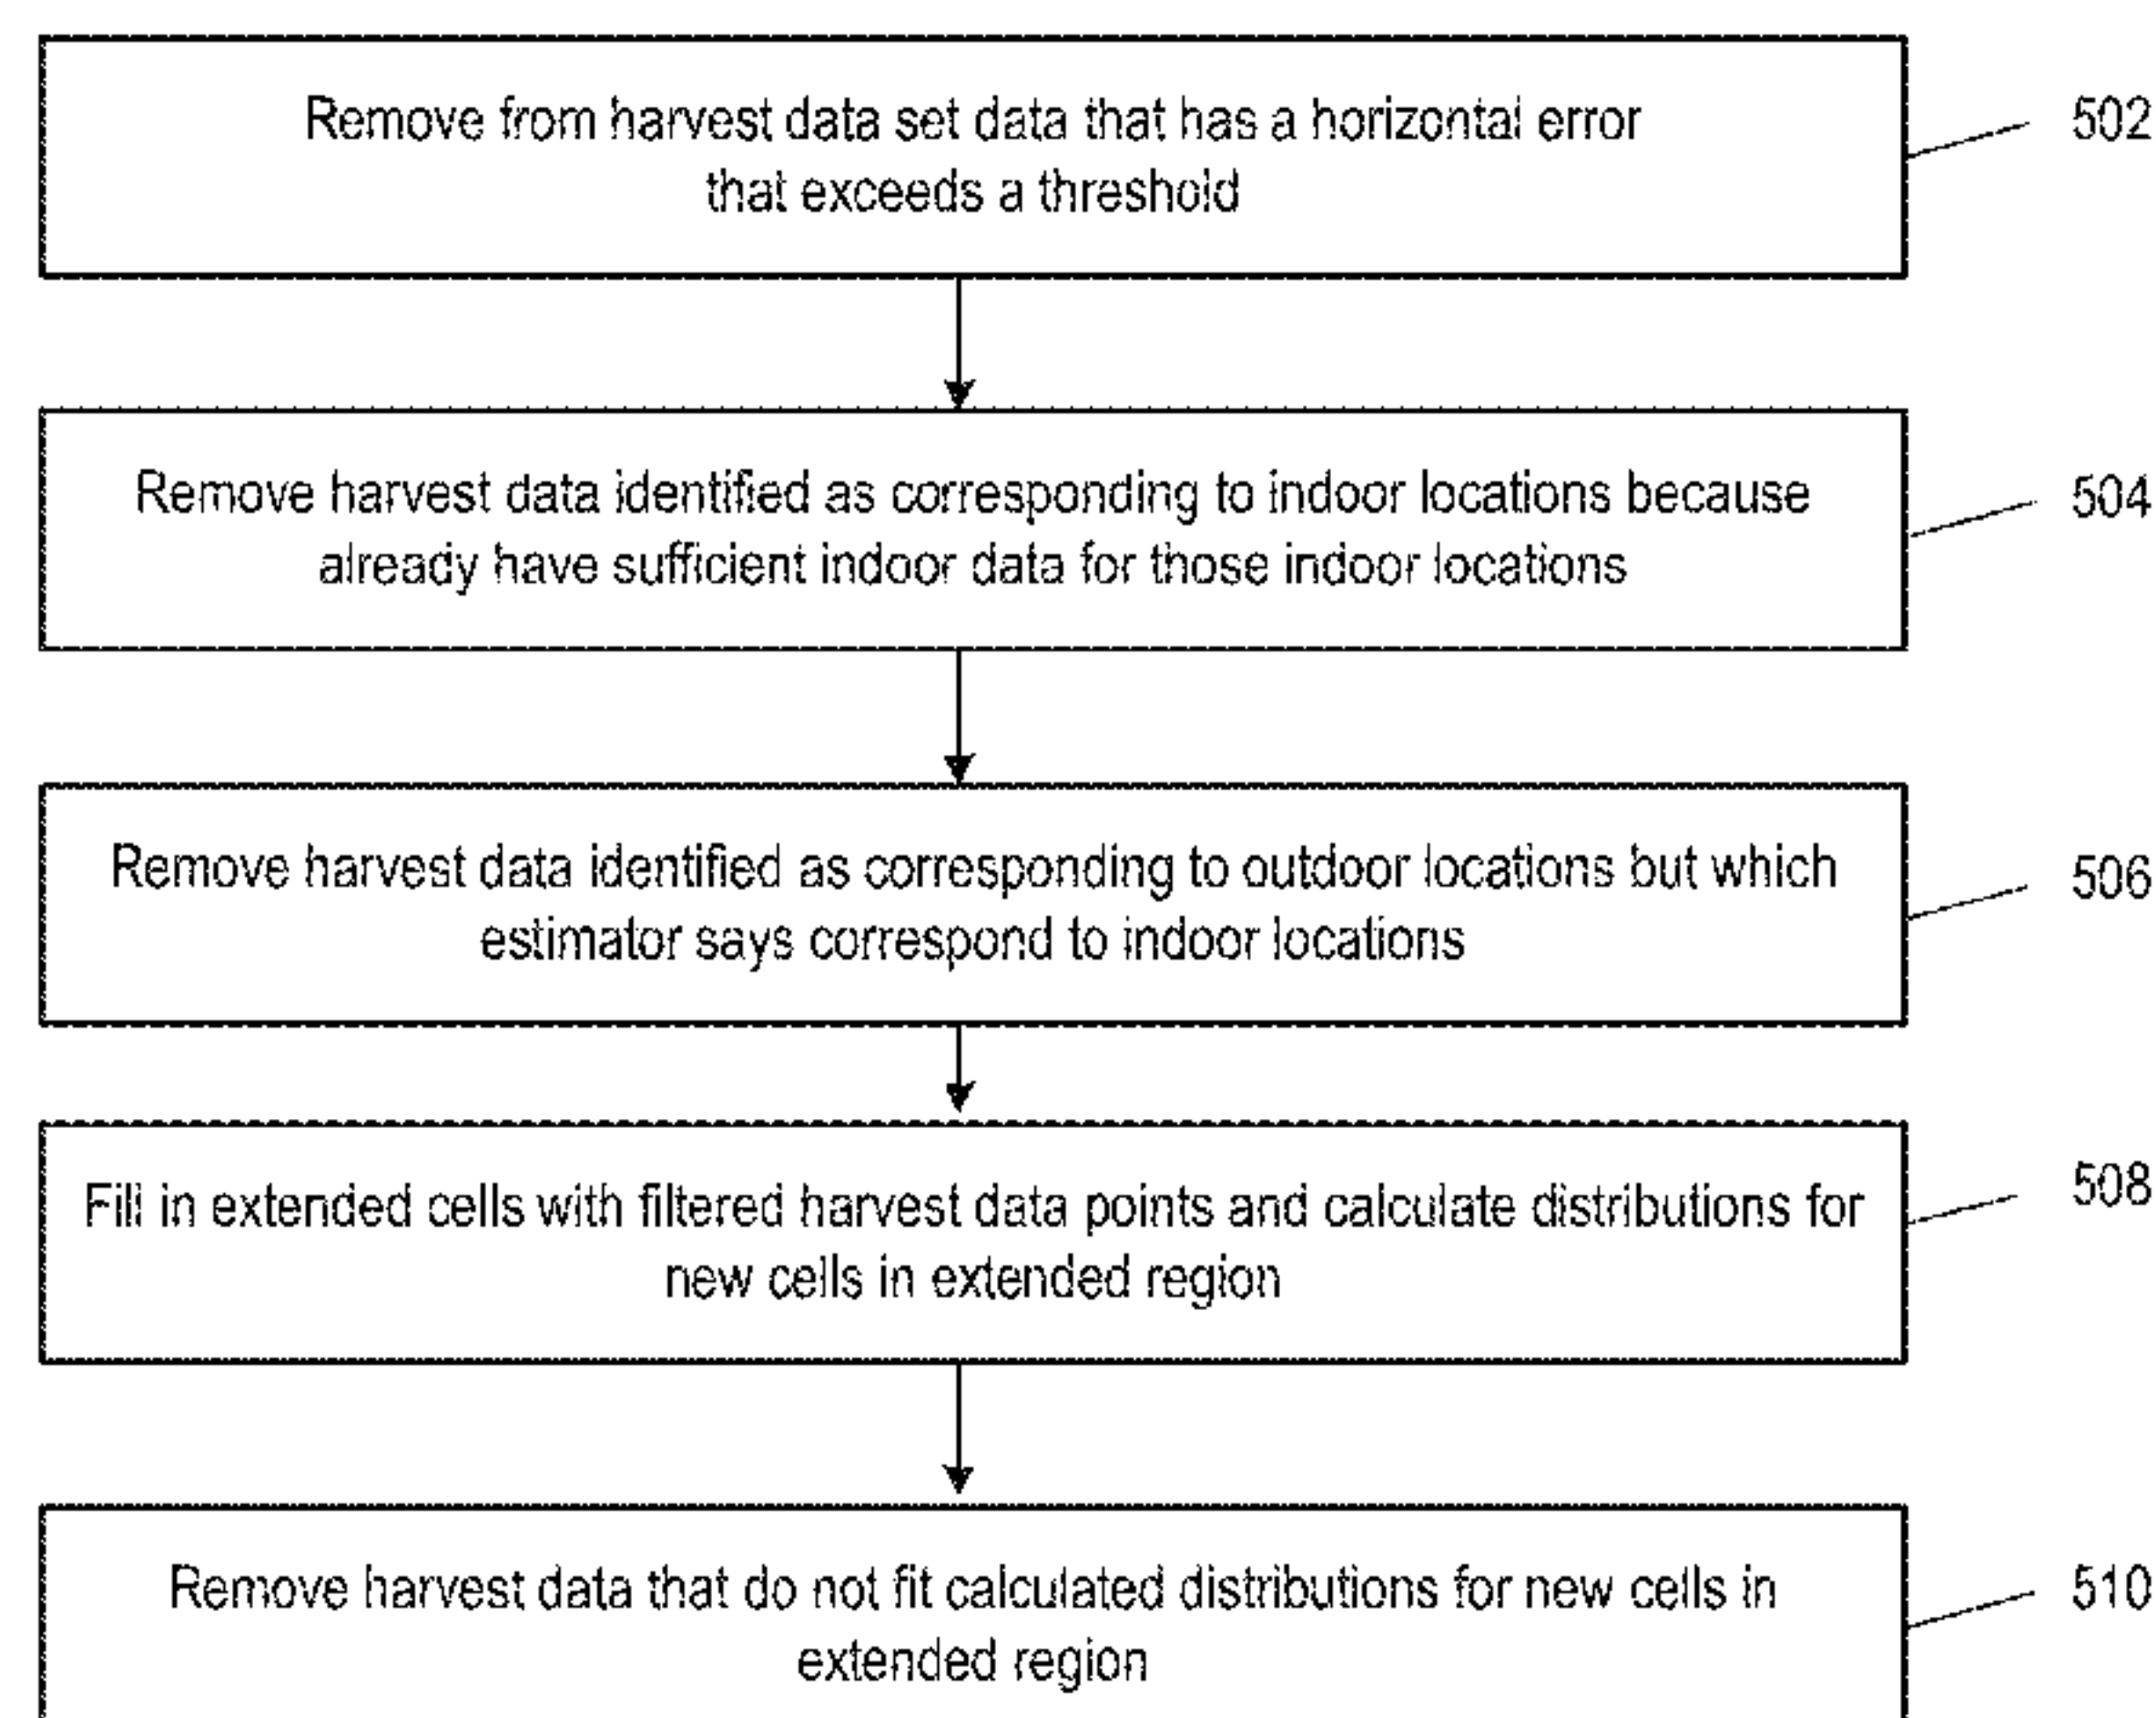 Remove from harvest data set data that has a horizontal error
that exceeds a threshold
502
Remove harvest data identified as corresponding to indoor locations because
already have sufficient indoor data for those indoor locations
504
Remove harvest data identified as corresponding to outdoor locations but which
estimator says correspond to indoor locations
506
Fill in extended cells with filtered harvest data points and calculate distributions for
new cells in extended region
508
Remove harvest data that do not fit calculated distributions for new cells in
extended region
510